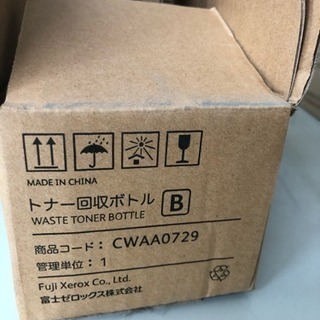 MADE IN CHINA
トナー回収ボトル B
WASTE TONER BOTTLE
商品コード： CWAA0729
管理単位：1
Fuji Xerox Co., Ltd.
富士ゼロックス株式会社